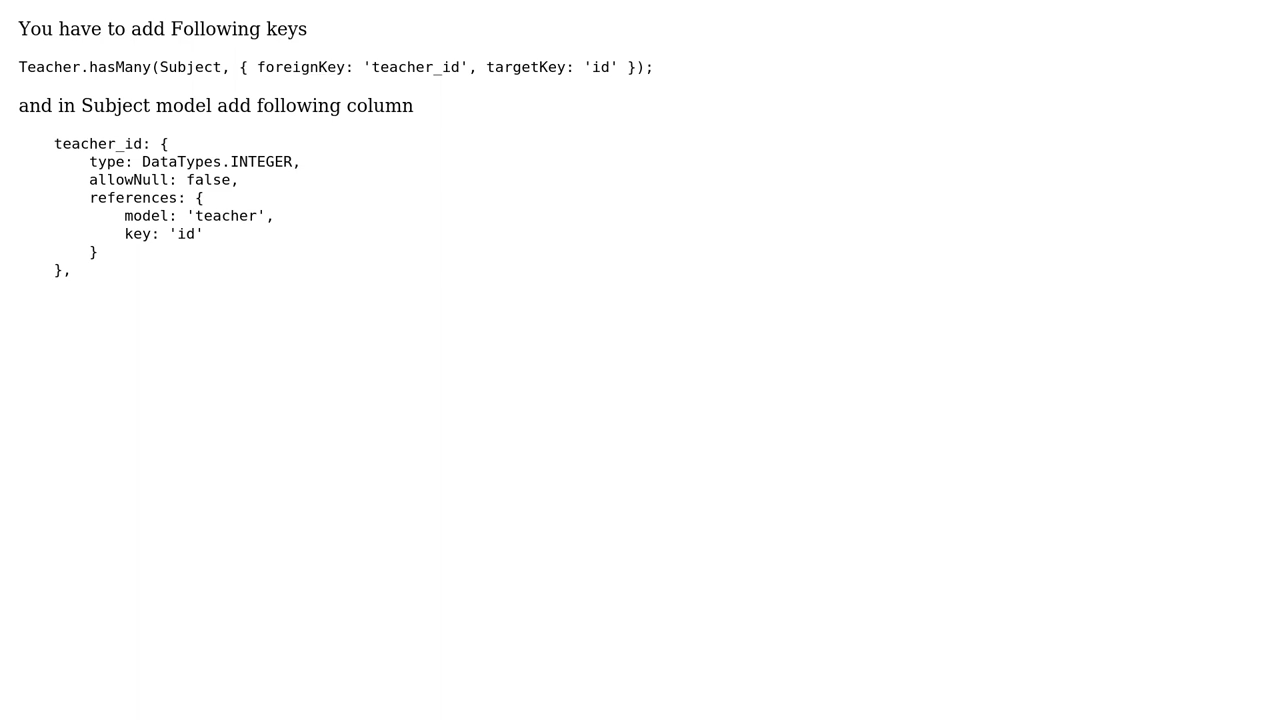 You have to add Following keys
Teacher.hasMany(Subject, { foreignKey: 'teacher_id', targetKey: 'id' });
and in Subject model add following column
    teacher_id: {
        type: DataTypes.INTEGER,
        allowNull: false,
        references: {
            model: 'teacher',
            key: 'id'
        }
    },